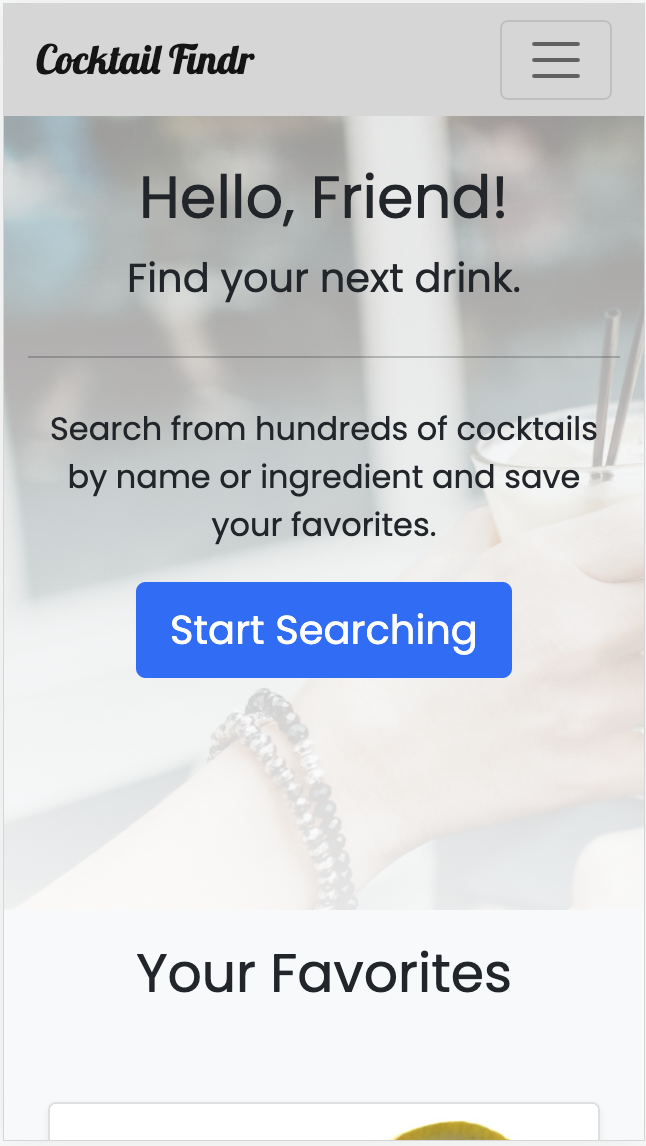 Cocktail Findr
Hello, Friend!
Find your next drink.
Search from hundreds of cocktails
by name or ingredient and save
your favorites.
Start Searching
Your Favorites